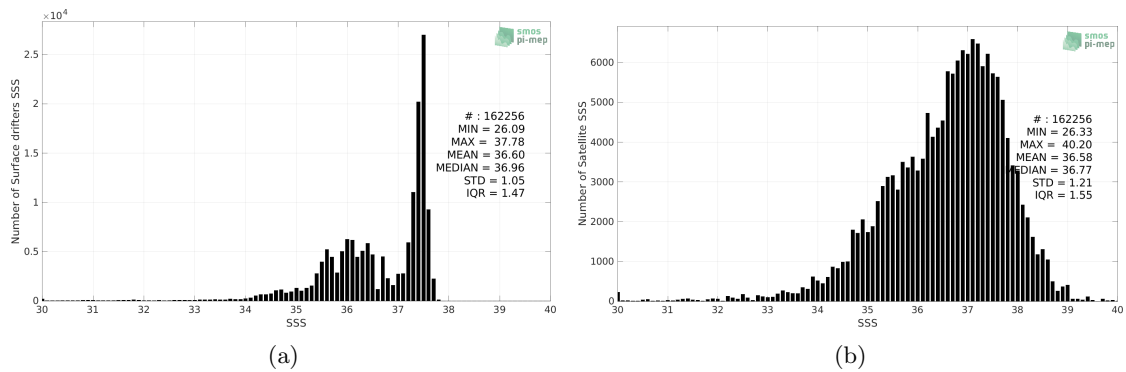 ×10⁴
smos
pi-mep
2.5
2
1.5
1
0.5
0
Number of Surface drifters SSS
# : 162256
MIN = 26.09
MAX = 37.78
MEAN = 36.60
MEDIAN = 36.96
STD = 1.05
IQR = 1.47
30 31 32 33 34 35 36 37 38 39 40
SSS
(a)
smos
pi-mep
6000
5000
4000
3000
2000
1000
0
Number of Satellite SSS
# : 162256
MIN = 26.33
MAX = 40.20
MEAN = 36.58
MEDIAN = 36.77
STD = 1.21
IQR = 1.55
30 31 32 33 34 35 36 37 38 39 40
SSS
(b)